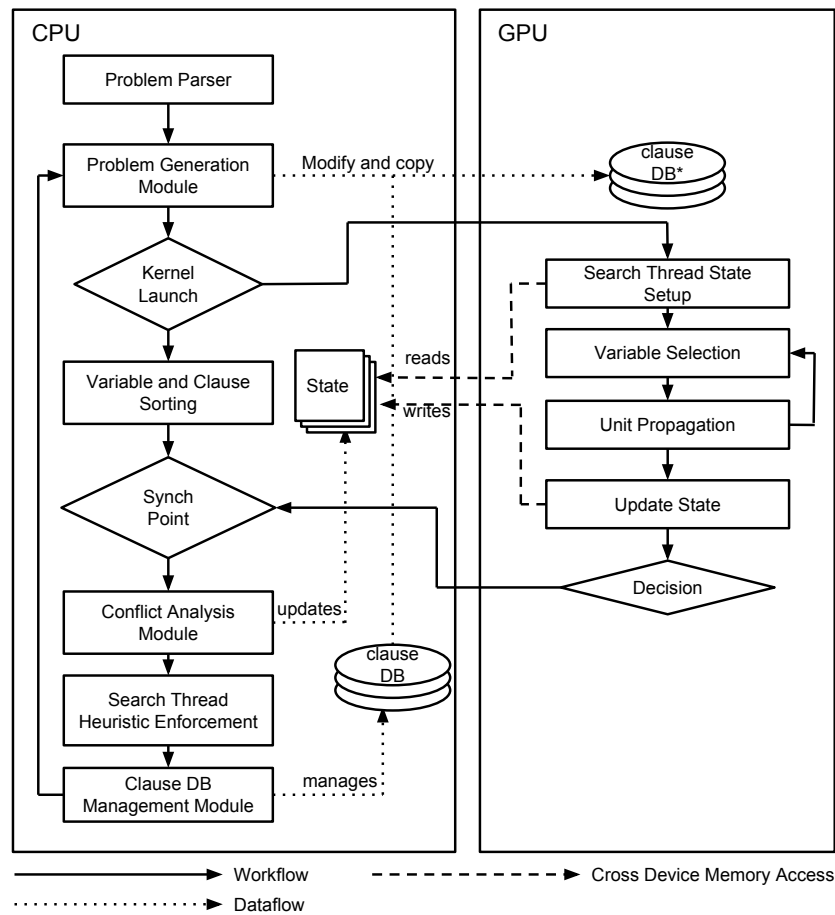 CPU
GPU
Problem Parser
Problem Generation
Module
Modify and copy
clause
DB*
Kernel
Launch
Search Thread State
Setup
Variable and Clause
Sorting
State
reads
writes
Variable Selection
Unit Propagation
Synch
Point
Update State
Decision
Conflict Analysis
Module
updates
clause
DB
Search Thread
Heuristic Enforcement
Clause DB
Management Module
manages
Workflow
Cross Device Memory Access
Dataflow